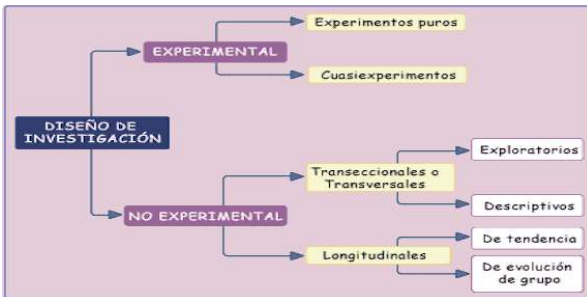 EXPERIMENTAL
Experimentos puros
Cuasiexperimentos
DISEÑO DE
INVESTIGACIÓN
NO EXPERIMENTAL
Transeccionales o
Transversales
Exploratorios
Descriptivos
Longitudinales
De tendencia
De evolución
de grupo